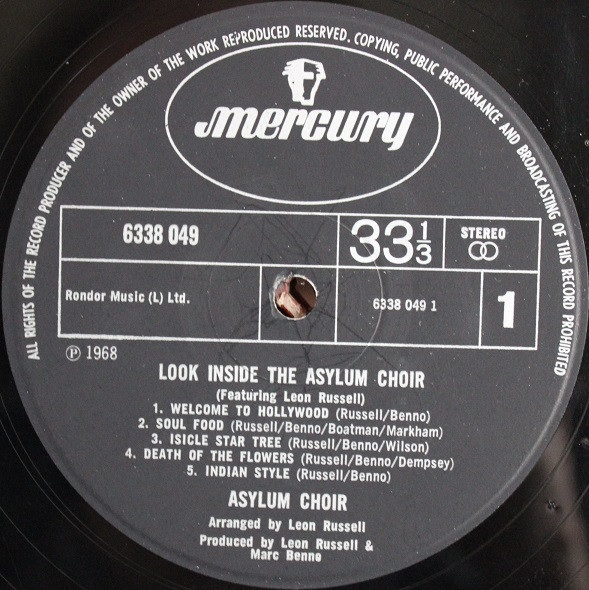 ALL RIGHTS OF THE RECORD PRODUCER AND OF THE OWNER OF THE WORK REPRODUCED RESERVED. COPYING, PUBLIC PERFORMANCE AND BROADCASTING OF THIS RECORD PROHIBITED
mercury
6338 049
33 1/3
STEREO
Rondor Music (L) Ltd.
6338 049 1
1
Ⓟ 1968
LOOK INSIDE THE ASYLUM CHOIR
(Featuring Leon Russell)
1. WELCOME TO HOLLYWOOD (Russell/Benno)
2. SOUL FOOD (Russell/Benno/Boatman/Markham)
3. ISICLE STAR TREE (Russell/Benno/Wilson)
4. DEATH OF THE FLOWERS (Russell/Benno/Dempsey)
5. INDIAN STYLE (Russell/Benno)
ASYLUM CHOIR
Arranged by Leon Russell
Produced by Leon Russell &
Marc Benno